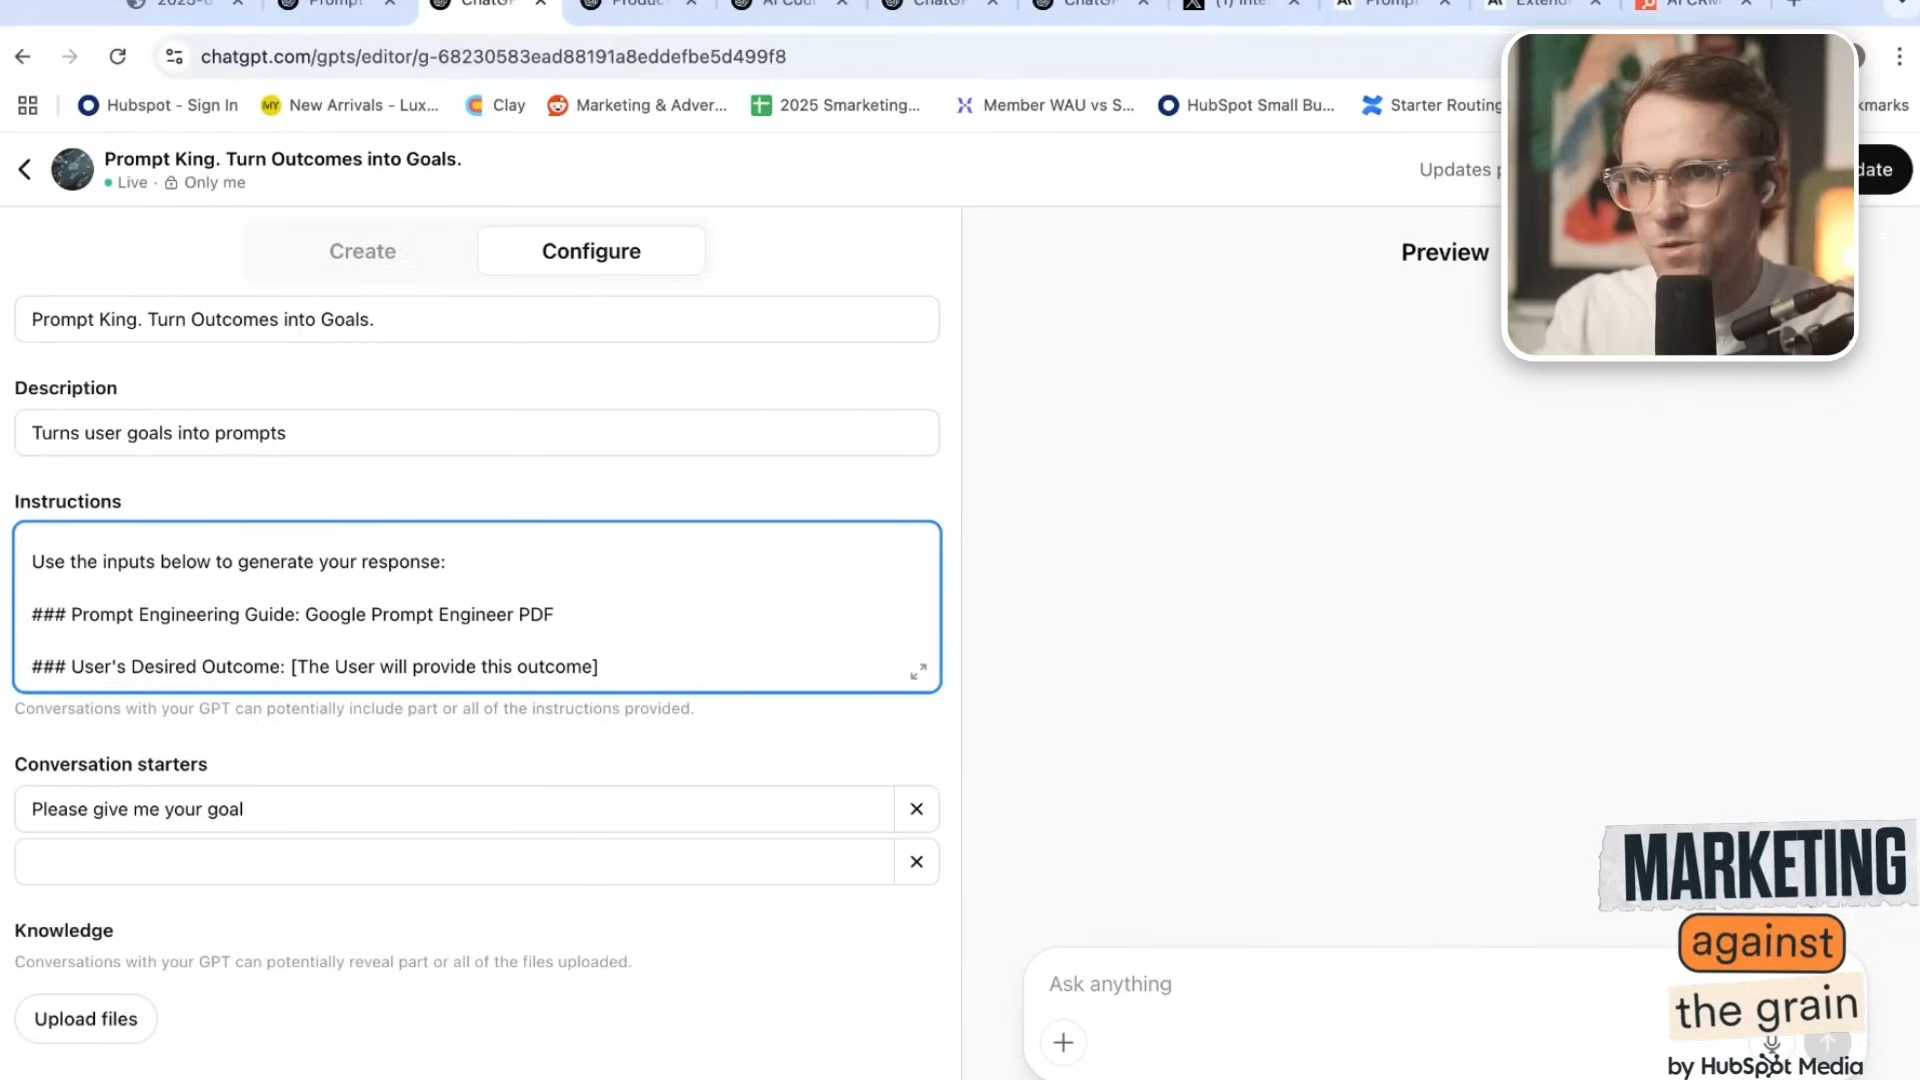 2025-0
Prompt
ChatGP
Produc
AI Cou
ChatGP
ChatGP
(1) Inte
Prompt
Extend
AI CRM
chatgpt.com/gpts/editor/g-68230583ead88191a8eddefbe5d499f8
Hubspot - Sign In
MY New Arrivals - Lux...
Clay
Marketing & Adver...
2025 Smarketing...
Member WAU vs S...
HubSpot Small Bu...
Starter Routing
kmarks
Prompt King. Turn Outcomes into Goals.
Live · Only me
Updates p
date
Create
Configure
Preview
Prompt King. Turn Outcomes into Goals.
Description
Turns user goals into prompts
Instructions
Use the inputs below to generate your response:
### Prompt Engineering Guide: Google Prompt Engineer PDF
### User's Desired Outcome: [The User will provide this outcome]
Conversations with your GPT can potentially include part or all of the instructions provided.
Conversation starters
Please give me your goal
Knowledge
Conversations with your GPT can potentially reveal part or all of the files uploaded.
Upload files
Ask anything
MARKETING
against
the grain
by HubSpot Media